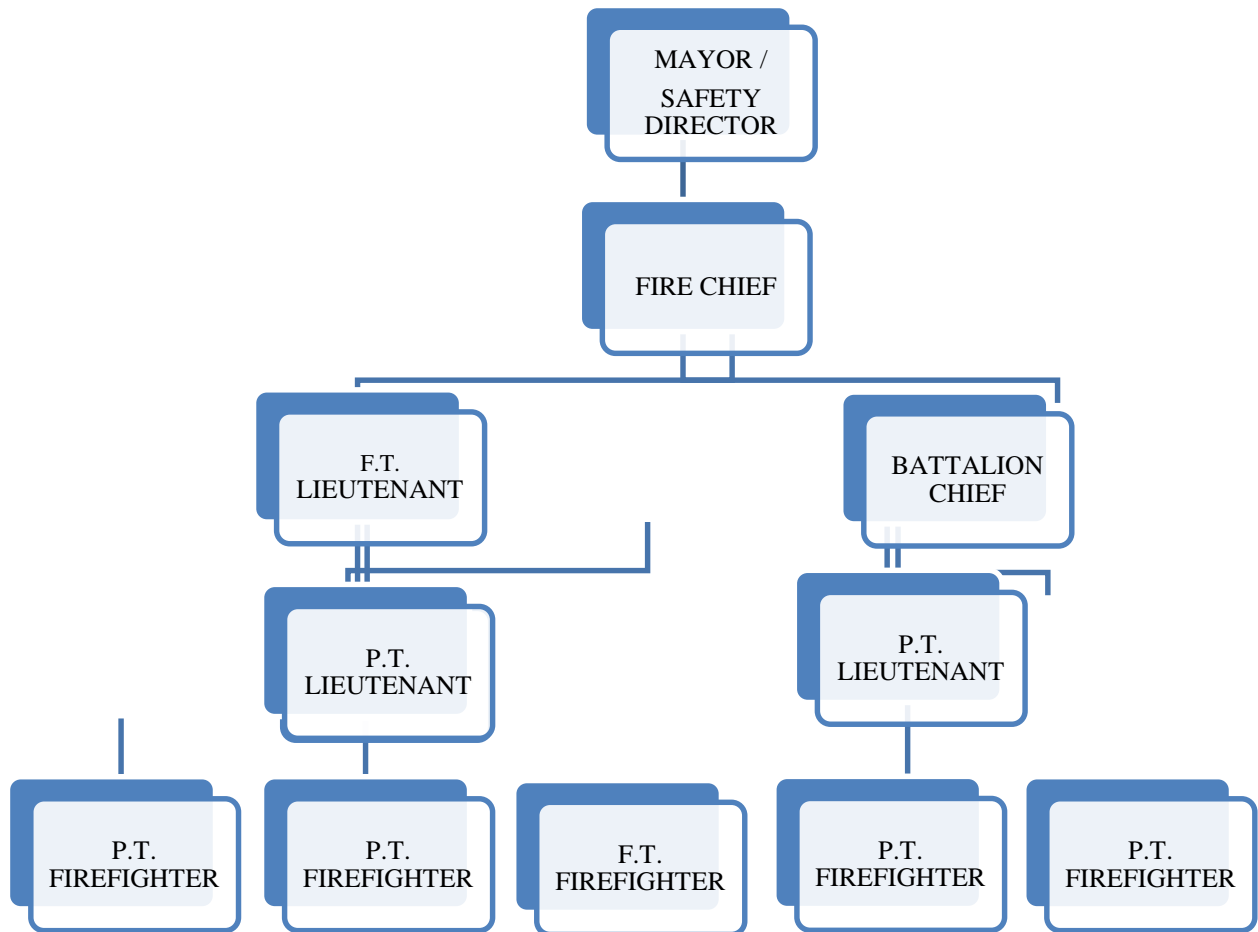 MAYOR /
SAFETY
DIRECTOR
FIRE CHIEF
F.T.
LIEUTENANT
BATTALION
CHIEF
P.T.
LIEUTENANT
P.T.
LIEUTENANT
P.T.
FIREFIGHTER
P.T.
FIREFIGHTER
F.T.
FIREFIGHTER
P.T.
FIREFIGHTER
P.T.
FIREFIGHTER